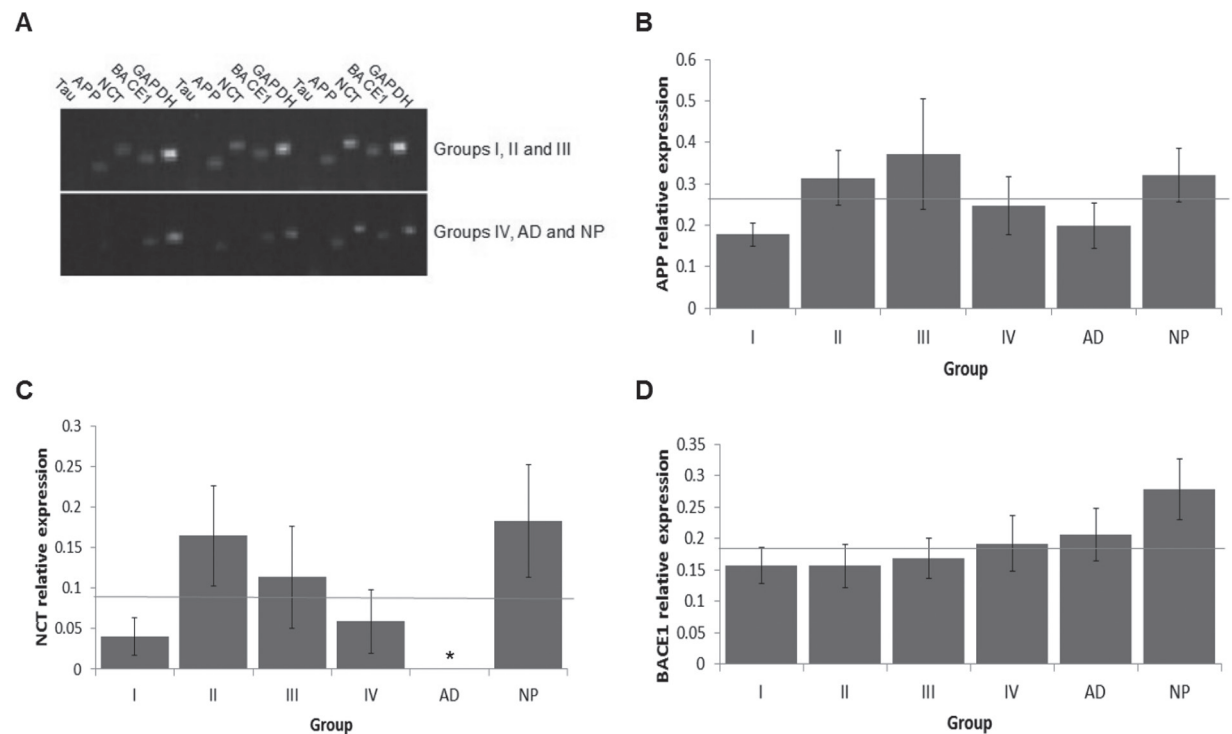 A
Tau APP NCT BACE1 GAPDH Tau APP NCT BACE1 GAPDH Tau APP NCT BACE1 GAPDH
Groups I, II and III
Groups IV, AD and NP
B
APP relative expression
0.6
0.5
0.4
0.3
0.2
0.1
0
I II III IV AD NP
Group
C
NCT relative expression
0.3
0.25
0.2
0.15
0.1
0.05
0
*
I II III IV AD NP
Group
D
BACE1 relative expression
0.35
0.3
0.25
0.2
0.15
0.1
0.05
0
I II III IV AD NP
Group